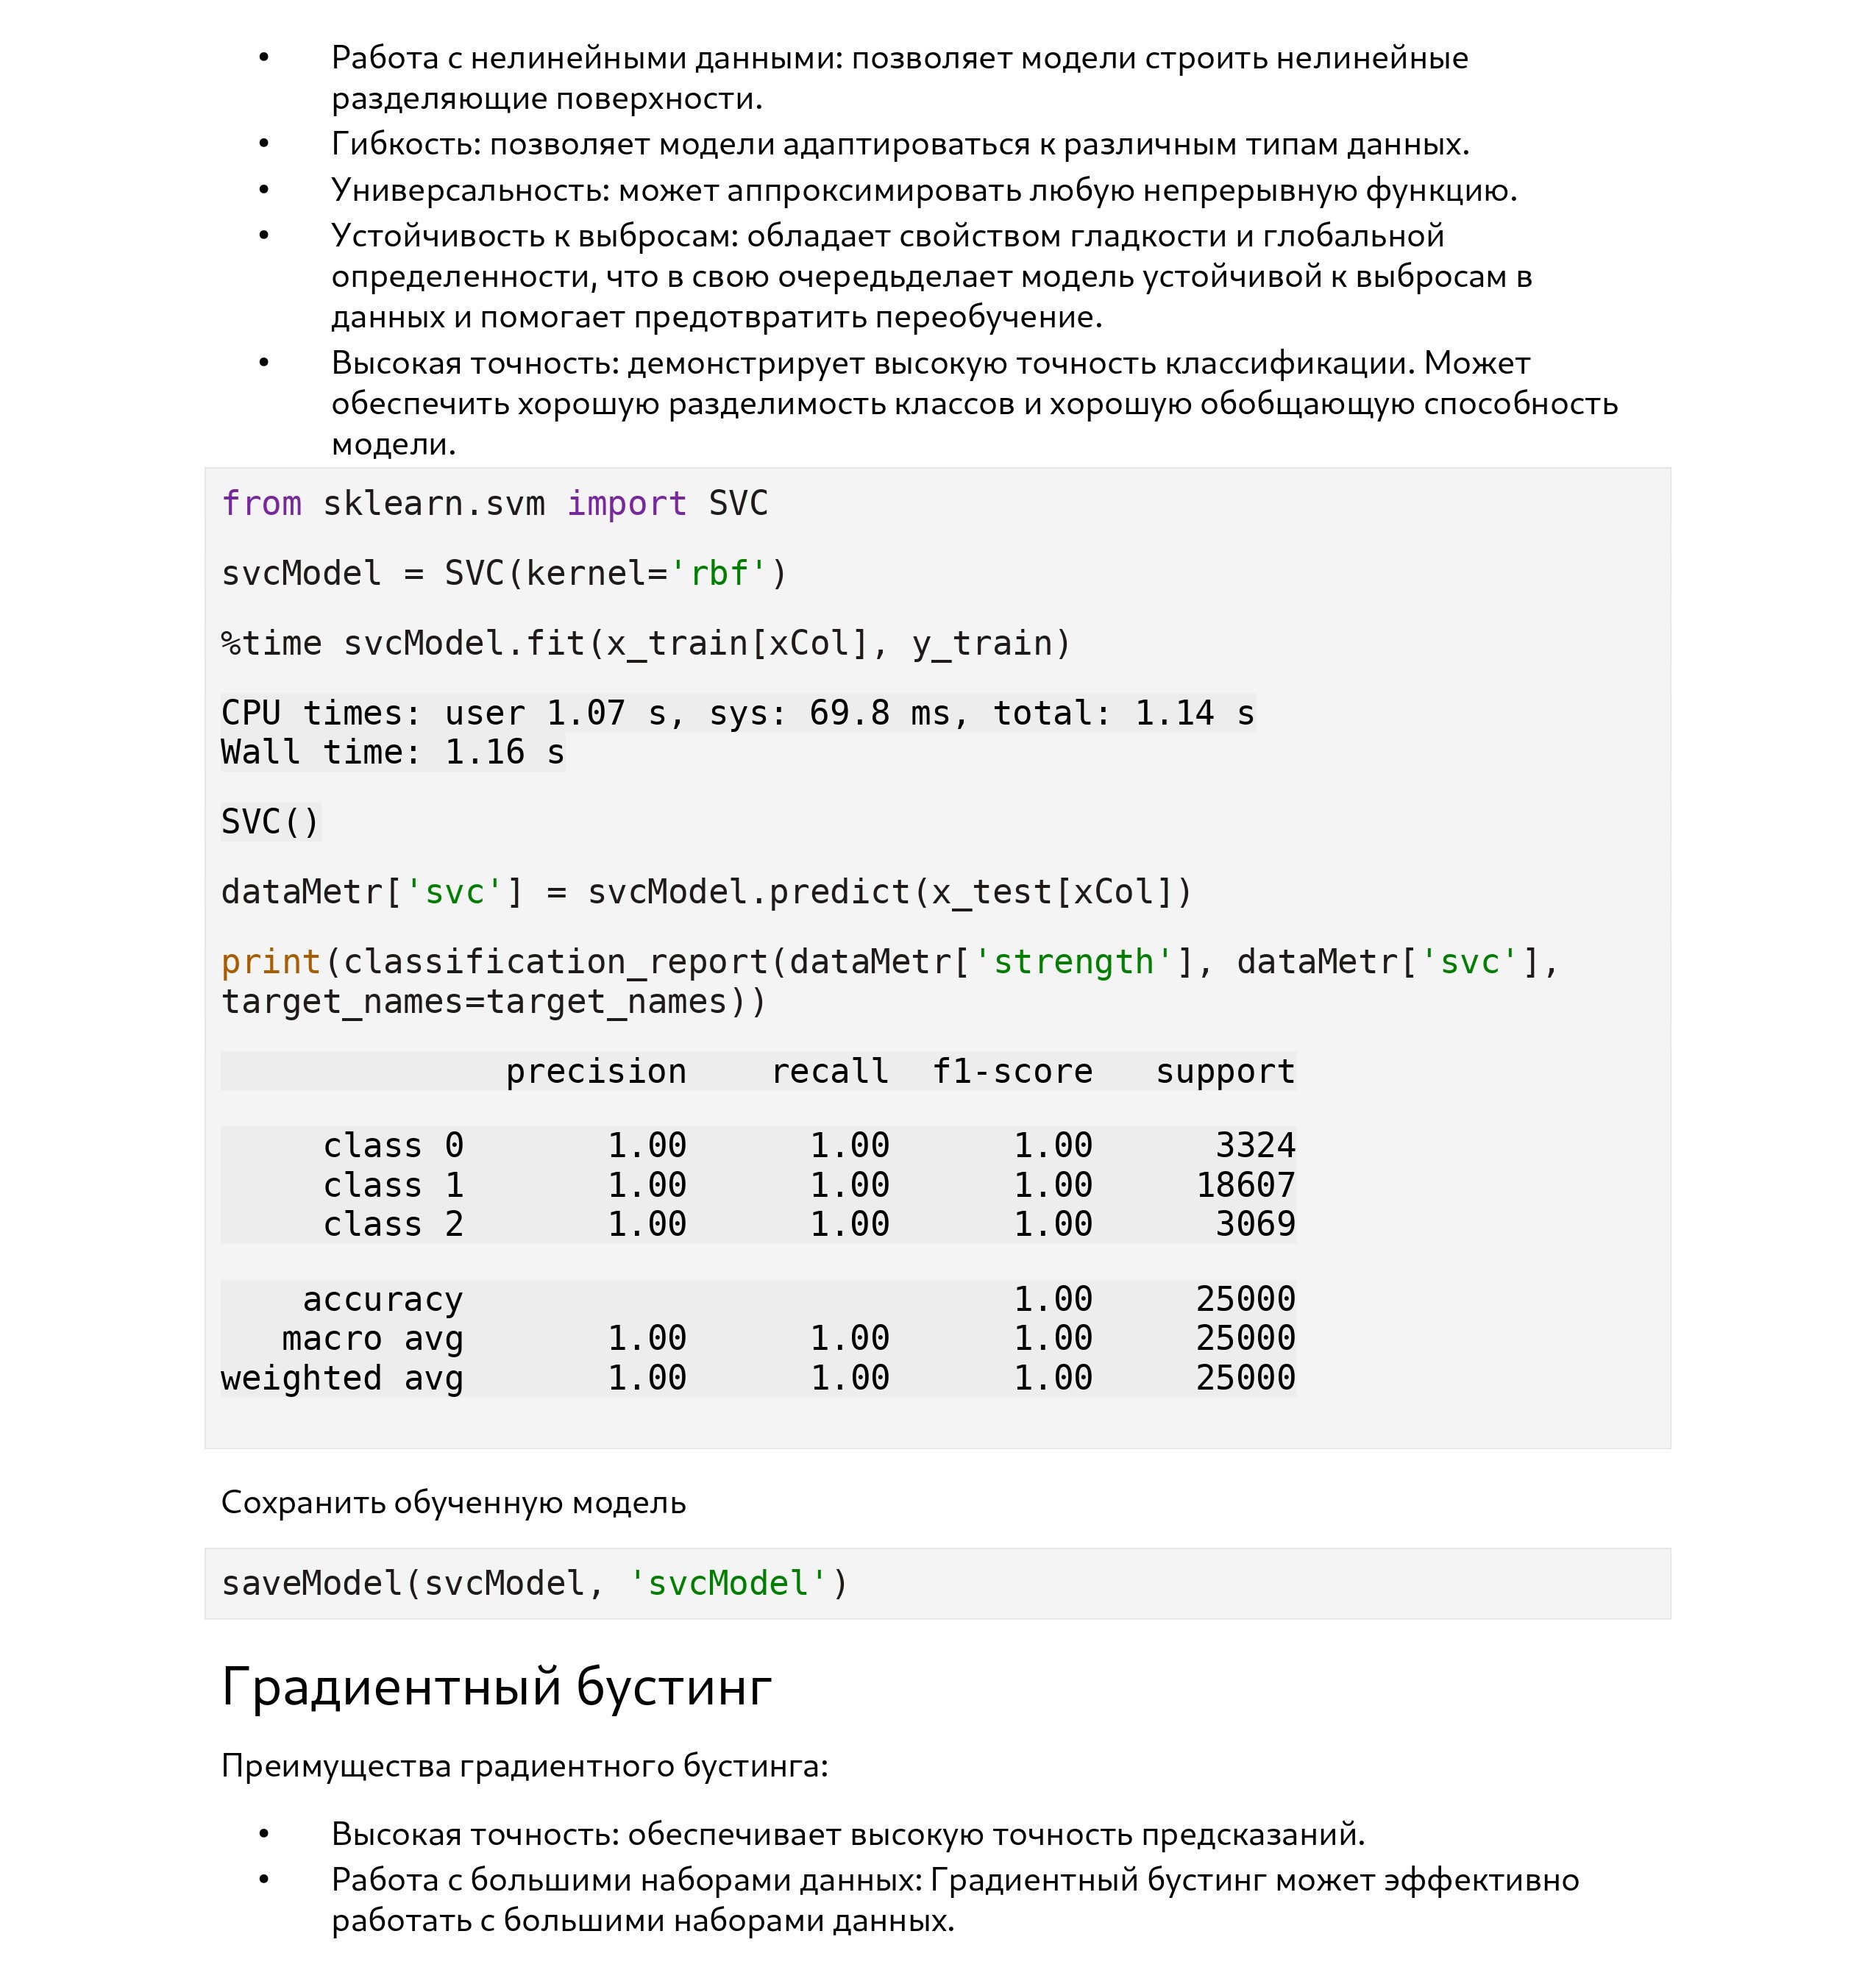 • Работа с нелинейными данными: позволяет модели строить нелинейные
разделяющие поверхности.
• Гибкость: позволяет модели адаптироваться к различным типам данных.
• Универсальность: может аппроксимировать любую непрерывную функцию.
• Устойчивость к выбросам: обладает свойством гладкости и глобальной
определенности, что в свою очередьделает модель устойчивой к выбросам в
данных и помогает предотвратить переобучение.
• Высокая точность: демонстрирует высокую точность классификации. Может
обеспечить хорошую разделимость классов и хорошую обобщающую способность
модели.
from sklearn.svm import SVC
svcModel = SVC(kernel='rbf')
%time svcModel.fit(x_train[xCol], y_train)
CPU times: user 1.07 s, sys: 69.8 ms, total: 1.14 s
Wall time: 1.16 s
SVC()
dataMetr['svc'] = svcModel.predict(x_test[xCol])
print(classification_report(dataMetr['strength'], dataMetr['svc'],
target_names=target_names))
precision recall f1-score support
class 0 1.00 1.00 1.00 3324
class 1 1.00 1.00 1.00 18607
class 2 1.00 1.00 1.00 3069
accuracy 1.00 25000
macro avg 1.00 1.00 1.00 25000
weighted avg 1.00 1.00 1.00 25000
Сохранить обученную модель
saveModel(svcModel, 'svcModel')
Градиентный бустинг
Преимущества градиентного бустинга:
• Высокая точность: обеспечивает высокую точность предсказаний.
• Работа с большими наборами данных: Градиентный бустинг может эффективно
работать с большими наборами данных.